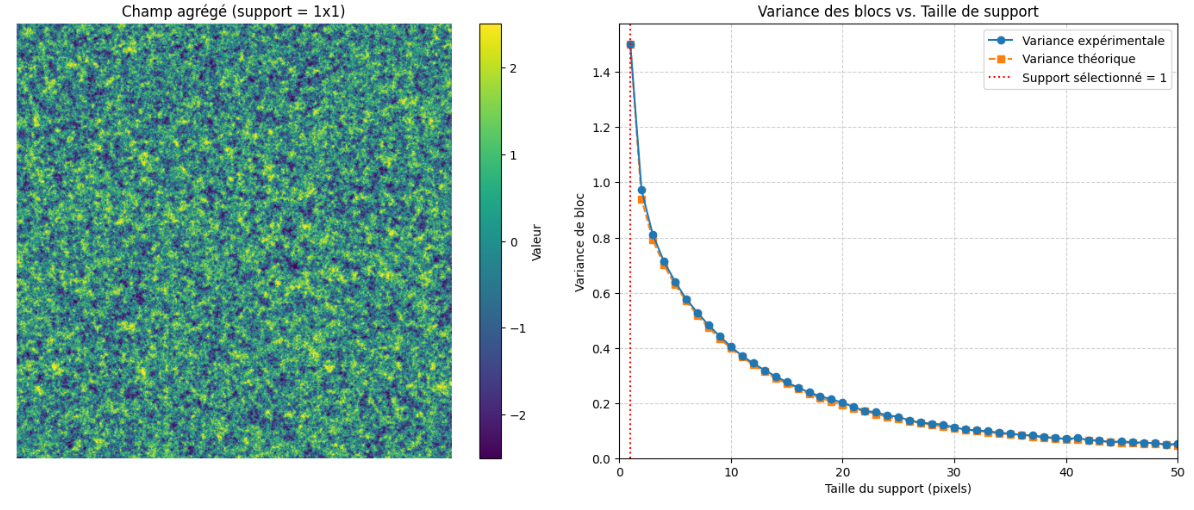 Champ agrégé (support = 1x1)
2
1
0
−1
−2
Valeur
Variance des blocs vs. Taille de support
Variance expérimentale
Variance théorique
Support sélectionné = 1
1.4
1.2
1.0
0.8
0.6
0.4
0.2
0.0
Variance de bloc
0 10 20 30 40 50
Taille du support (pixels)